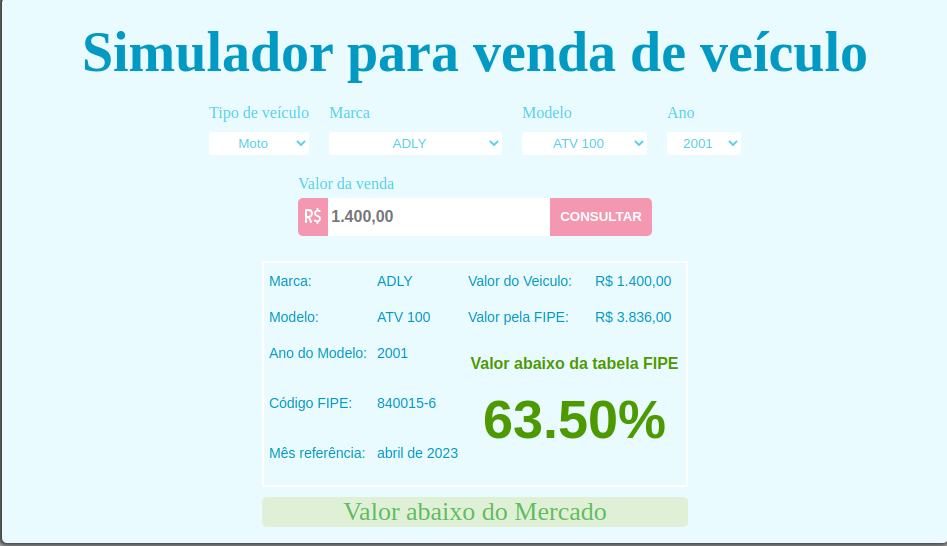 Simulador para venda de veículo
Tipo de veículo Marca Modelo Ano
Moto ADLY ATV 100 2001
Valor da venda
R$ 1.400,00 CONSULTAR
Marca: ADLY Valor do Veiculo: R$ 1.400,00
Modelo: ATV 100 Valor pela FIPE: R$ 3.836,00
Ano do Modelo: 2001
Valor abaixo da tabela FIPE
Código FIPE: 840015-6
63.50%
Mês referência: abril de 2023
Valor abaixo do Mercado